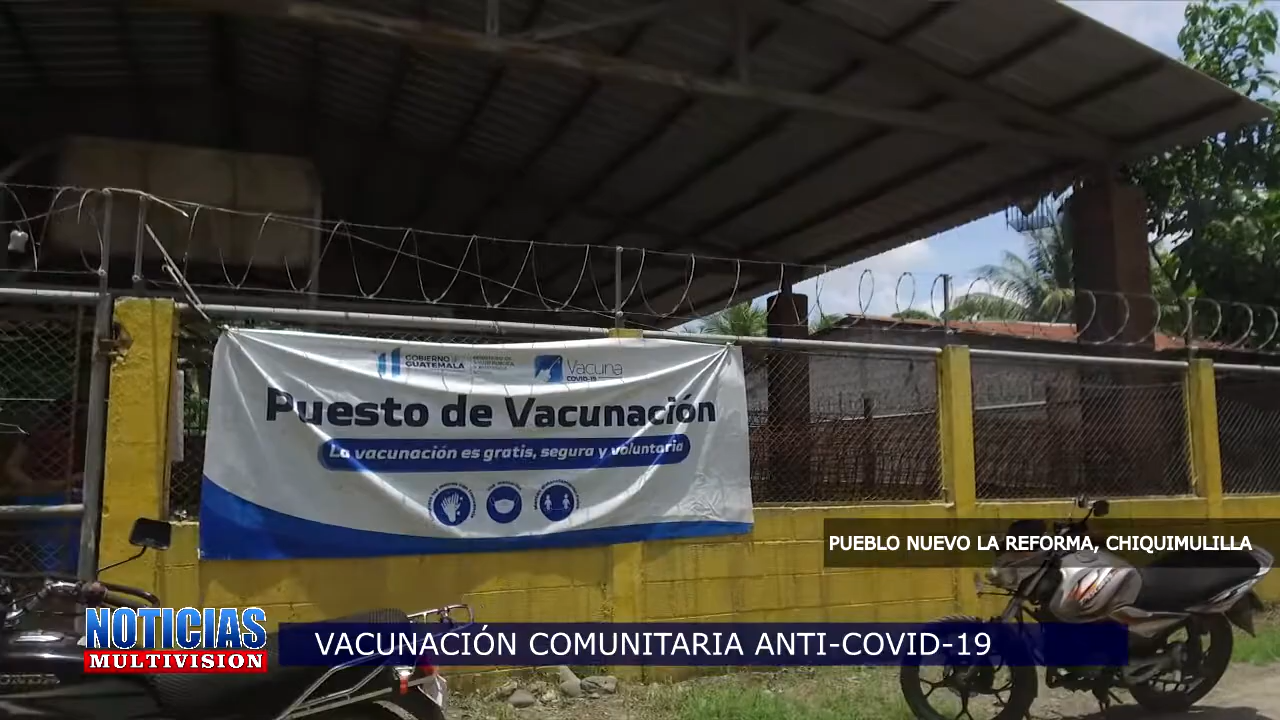 GOBIERNO DE
GUATEMALA
Vacuna
COVID-19
Puesto de Vacunación
La vacunación es gratis, segura y voluntaria
PUEBLO NUEVO LA REFORMA, CHIQUIMULILLA
NOTICIAS
MULTIVISION
VACUNACIÓN COMUNITARIA ANTI-COVID-19
HONDA